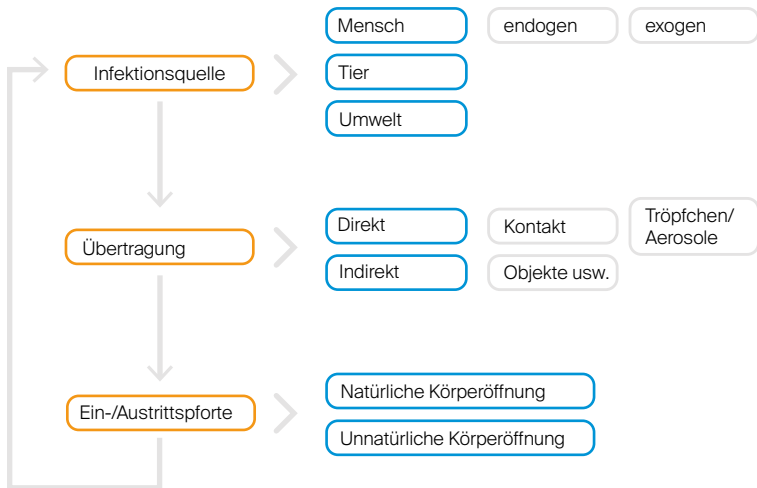 Mensch
endogen
exogen
Infektionsquelle
Tier
Umwelt
Direkt
Kontakt
Tröpfchen/
Aerosole
Übertragung
Indirekt
Objekte usw.
Natürliche Körperöffnung
Ein-/Austrittspforte
Unnatürliche Körperöffnung